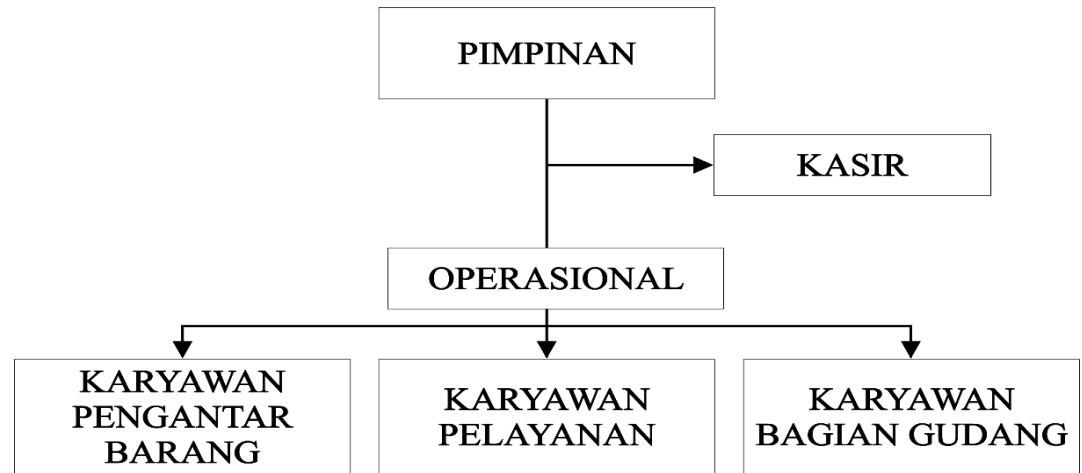 PIMPINAN
KASIR
OPERASIONAL
KARYAWAN
PENGANTAR
BARANG
KARYAWAN
PELAYANAN
KARYAWAN
BAGIAN GUDANG